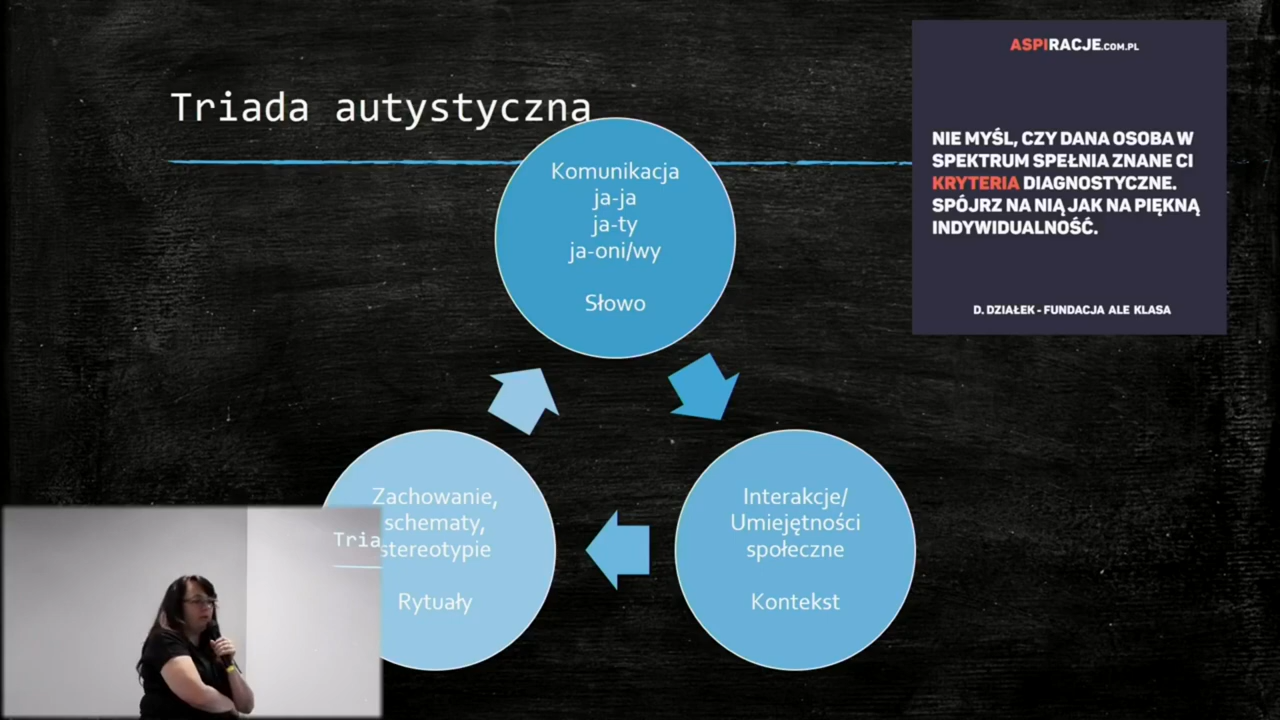 Triada autystyczna
Komunikacja
ja-ja
ja-ty
ja-oni/wy
Słowo
Interakcje/
Umiejętności
społeczne
Kontekst
Zachowanie,
schematy,
stereotypie
Rytuały
ASPIRACJE.COM.PL
NIE MYŚL, CZY DANA OSOBA W
SPEKTRUM SPEŁNIA ZNANE CI
KRYTERIA DIAGNOSTYCZNE.
SPÓJRZ NA NIĄ JAK NA PIĘKNĄ
INDYWIDUALNOŚĆ.
D. DZIAŁEK - FUNDACJA ALE KLASA
Tria